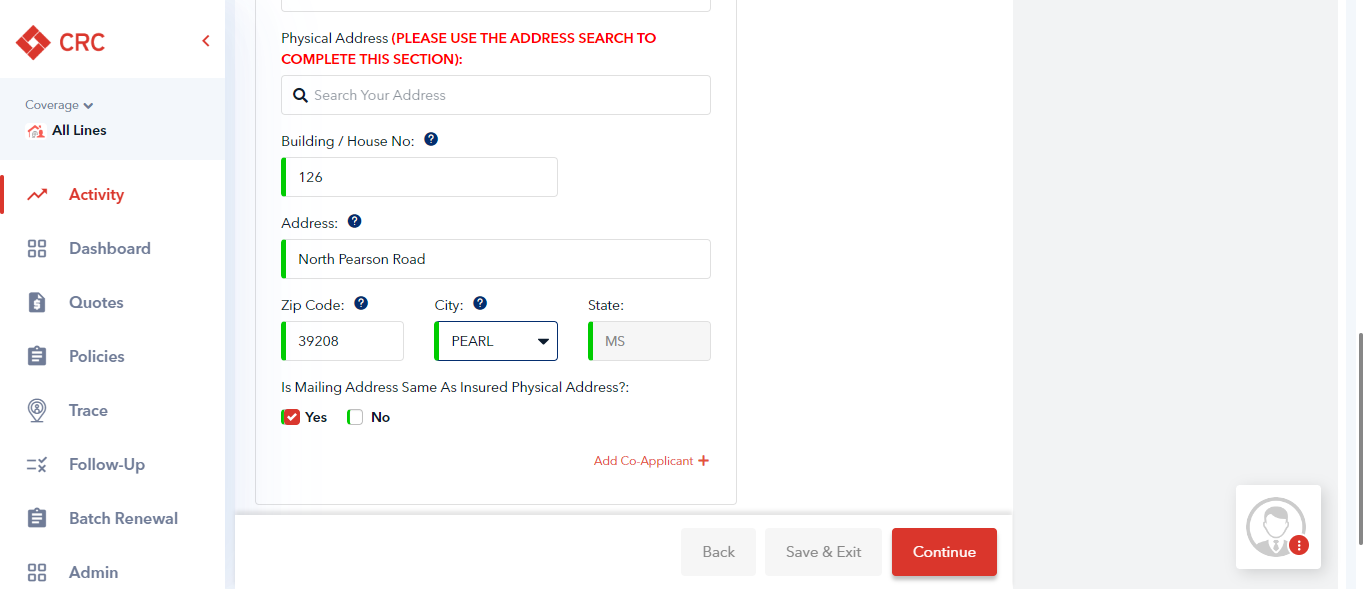 CRC
Coverage
All Lines
Activity
Dashboard
Quotes
Policies
Trace
Follow-Up
Batch Renewal
Admin
Physical Address (PLEASE USE THE ADDRESS SEARCH TO
COMPLETE THIS SECTION):
Search Your Address
Building / House No: ?
126
Address: ?
North Pearson Road
Zip Code: ? City: ? State:
39208 PEARL MS
Is Mailing Address Same As Insured Physical Address?:
Yes No
Add Co-Applicant +
Back Save & Exit Continue